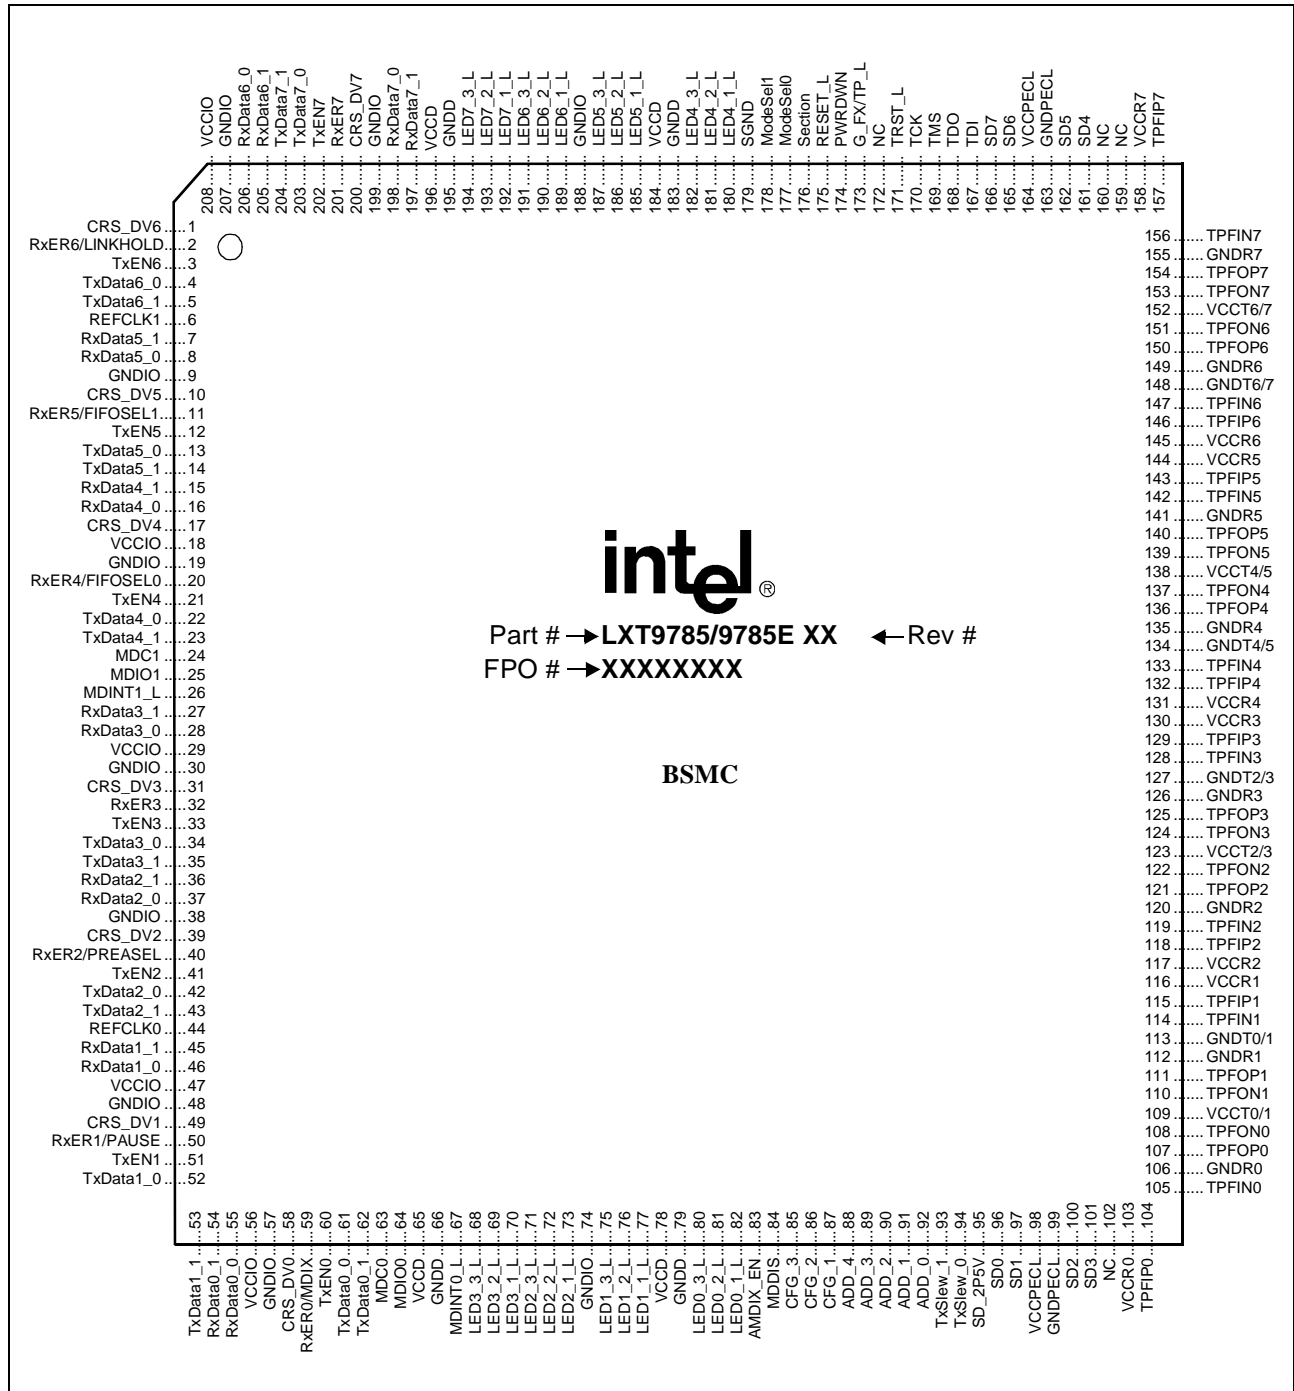 208.......VCCIO
207.......GNDIO
206.......RxData6_0
205.......RxData6_1
204.......TxData7_1
203.......TxData7_0
202.......TxEN7
201.......RxER7
200.......CRS_DV7
199.......GNDIO
198.......RxData7_0
197.......RxData7_1
196.......VCCD
195.......GNDD
194.......LED7_3_L
193.......LED7_2_L
192.......LED7_1_L
191.......LED6_3_L
190.......LED6_2_L
189.......LED6_1_L
188.......GNDIO
187.......LED5_3_L
186.......LED5_2_L
185.......LED5_1_L
184.......VCCD
183.......GNDD
182.......LED4_3_L
181.......LED4_2_L
180.......LED4_1_L
179.......SGND
178.......ModeSel1
177.......ModeSel0
176.......Section
175.......RESET_L
174.......PWRDWN
173.......G_FX/TP_L
172.......NC
171.......TRST_L
170.......TCK
169.......TMS
168.......TDO
167.......TDI
166.......SD7
165.......SD6
164.......VCCPECL
163.......GNDPECL
162.......SD5
161.......SD4
160.......NC
159.......NC
158.......VCCR7
157.......TPFIP7
CRS_DV6.....1
RxER6/LINKHOLD.....2
TxEN6.....3
TxData6_0.....4
TxData6_1.....5
REFCLK1.....6
RxData5_1.....7
RxData5_0.....8
GNDIO.....9
CRS_DV5.....10
RxER5/FIFOSEL1......11
TxEN5.....12
TxData5_0.....13
TxData5_1.....14
RxData4_1.....15
RxData4_0.....16
CRS_DV4.....17
VCCIO.....18
GNDIO.....19
RxER4/FIFOSEL0.....20
TxEN4.....21
TxData4_0.....22
TxData4_1.....23
MDC1.....24
MDIO1.....25
MDINT1_L.....26
RxData3_1.....27
RxData3_0.....28
VCCIO.....29
GNDIO.....30
CRS_DV3.....31
RxER3.....32
TxEN3.....33
TxData3_0.....34
TxData3_1.....35
RxData2_1.....36
RxData2_0.....37
GNDIO.....38
CRS_DV2.....39
RxER2/PREASEL.....40
TxEN2.....41
TxData2_0.....42
TxData2_1.....43
REFCLK0.....44
RxData1_1.....45
RxData1_0.....46
VCCIO.....47
GNDIO.....48
CRS_DV1.....49
RxER1/PAUSE.....50
TxEN1.....51
TxData1_0.....52
intel®
Part # LXT9785/9785E XX Rev #
FPO # XXXXXXXX
BSMC
156.......TPFIN7
155.......GNDR7
154.......TPFOP7
153.......TPFON7
152.......VCCT6/7
151.......TPFON6
150.......TPFOP6
149.......GNDR6
148.......GNDT6/7
147.......TPFIN6
146.......TPFIP6
145.......VCCR6
144.......VCCR5
143.......TPFIP5
142.......TPFIN5
141.......GNDR5
140.......TPFOP5
139.......TPFON5
138.......VCCT4/5
137.......TPFON4
136.......TPFOP4
135.......GNDR4
134.......GNDT4/5
133.......TPFIN4
132.......TPFIP4
131.......VCCR4
130.......VCCR3
129.......TPFIP3
128.......TPFIN3
127.......GNDT2/3
126.......GNDR3
125.......TPFOP3
124.......TPFON3
123.......VCCT2/3
122.......TPFON2
121.......TPFOP2
120.......GNDR2
119.......TPFIN2
118.......TPFIP2
117.......VCCR2
116.......VCCR1
115.......TPFIP1
114.......TPFIN1
113.......GNDT0/1
112.......GNDR1
111.......TPFOP1
110.......TPFON1
109.......VCCT0/1
108.......TPFON0
107.......TPFOP0
106.......GNDR0
105.......TPFIN0
TxData1_1.......53
RxData0_1.......54
RxData0_0.......55
VCCIO.......56
GNDIO.......57
CRS_DV0.......58
RxER0/MDIX.......59
TxEN0.......60
TxData0_0.......61
TxData0_1.......62
MDC0.......63
MDIO0.......64
VCCD.......65
GNDD.......66
MDINT0_L.......67
LED3_3_L.......68
LED3_2_L.......69
LED3_1_L.......70
LED2_3_L.......71
LED2_2_L.......72
LED2_1_L.......73
GNDIO.......74
LED1_3_L.......75
LED1_2_L.......76
LED1_1_L.......77
VCCD.......78
GNDD.......79
LED0_3_L.......80
LED0_2_L.......81
LED0_1_L.......82
AMDIX_EN.......83
MDDIS.......84
CFG_3.......85
CFG_2.......86
CFG_1.......87
ADD_4.......88
ADD_3.......89
ADD_2.......90
ADD_1.......91
ADD_0.......92
TxSlew_1.......93
TxSlew_0.......94
SD_2P5V.......95
SD0.......96
SD1.......97
VCCPECL.......98
GNDPECL.......99
SD2.......100
SD3.......101
NC.......102
VCCR0.......103
TPFIP0.......104